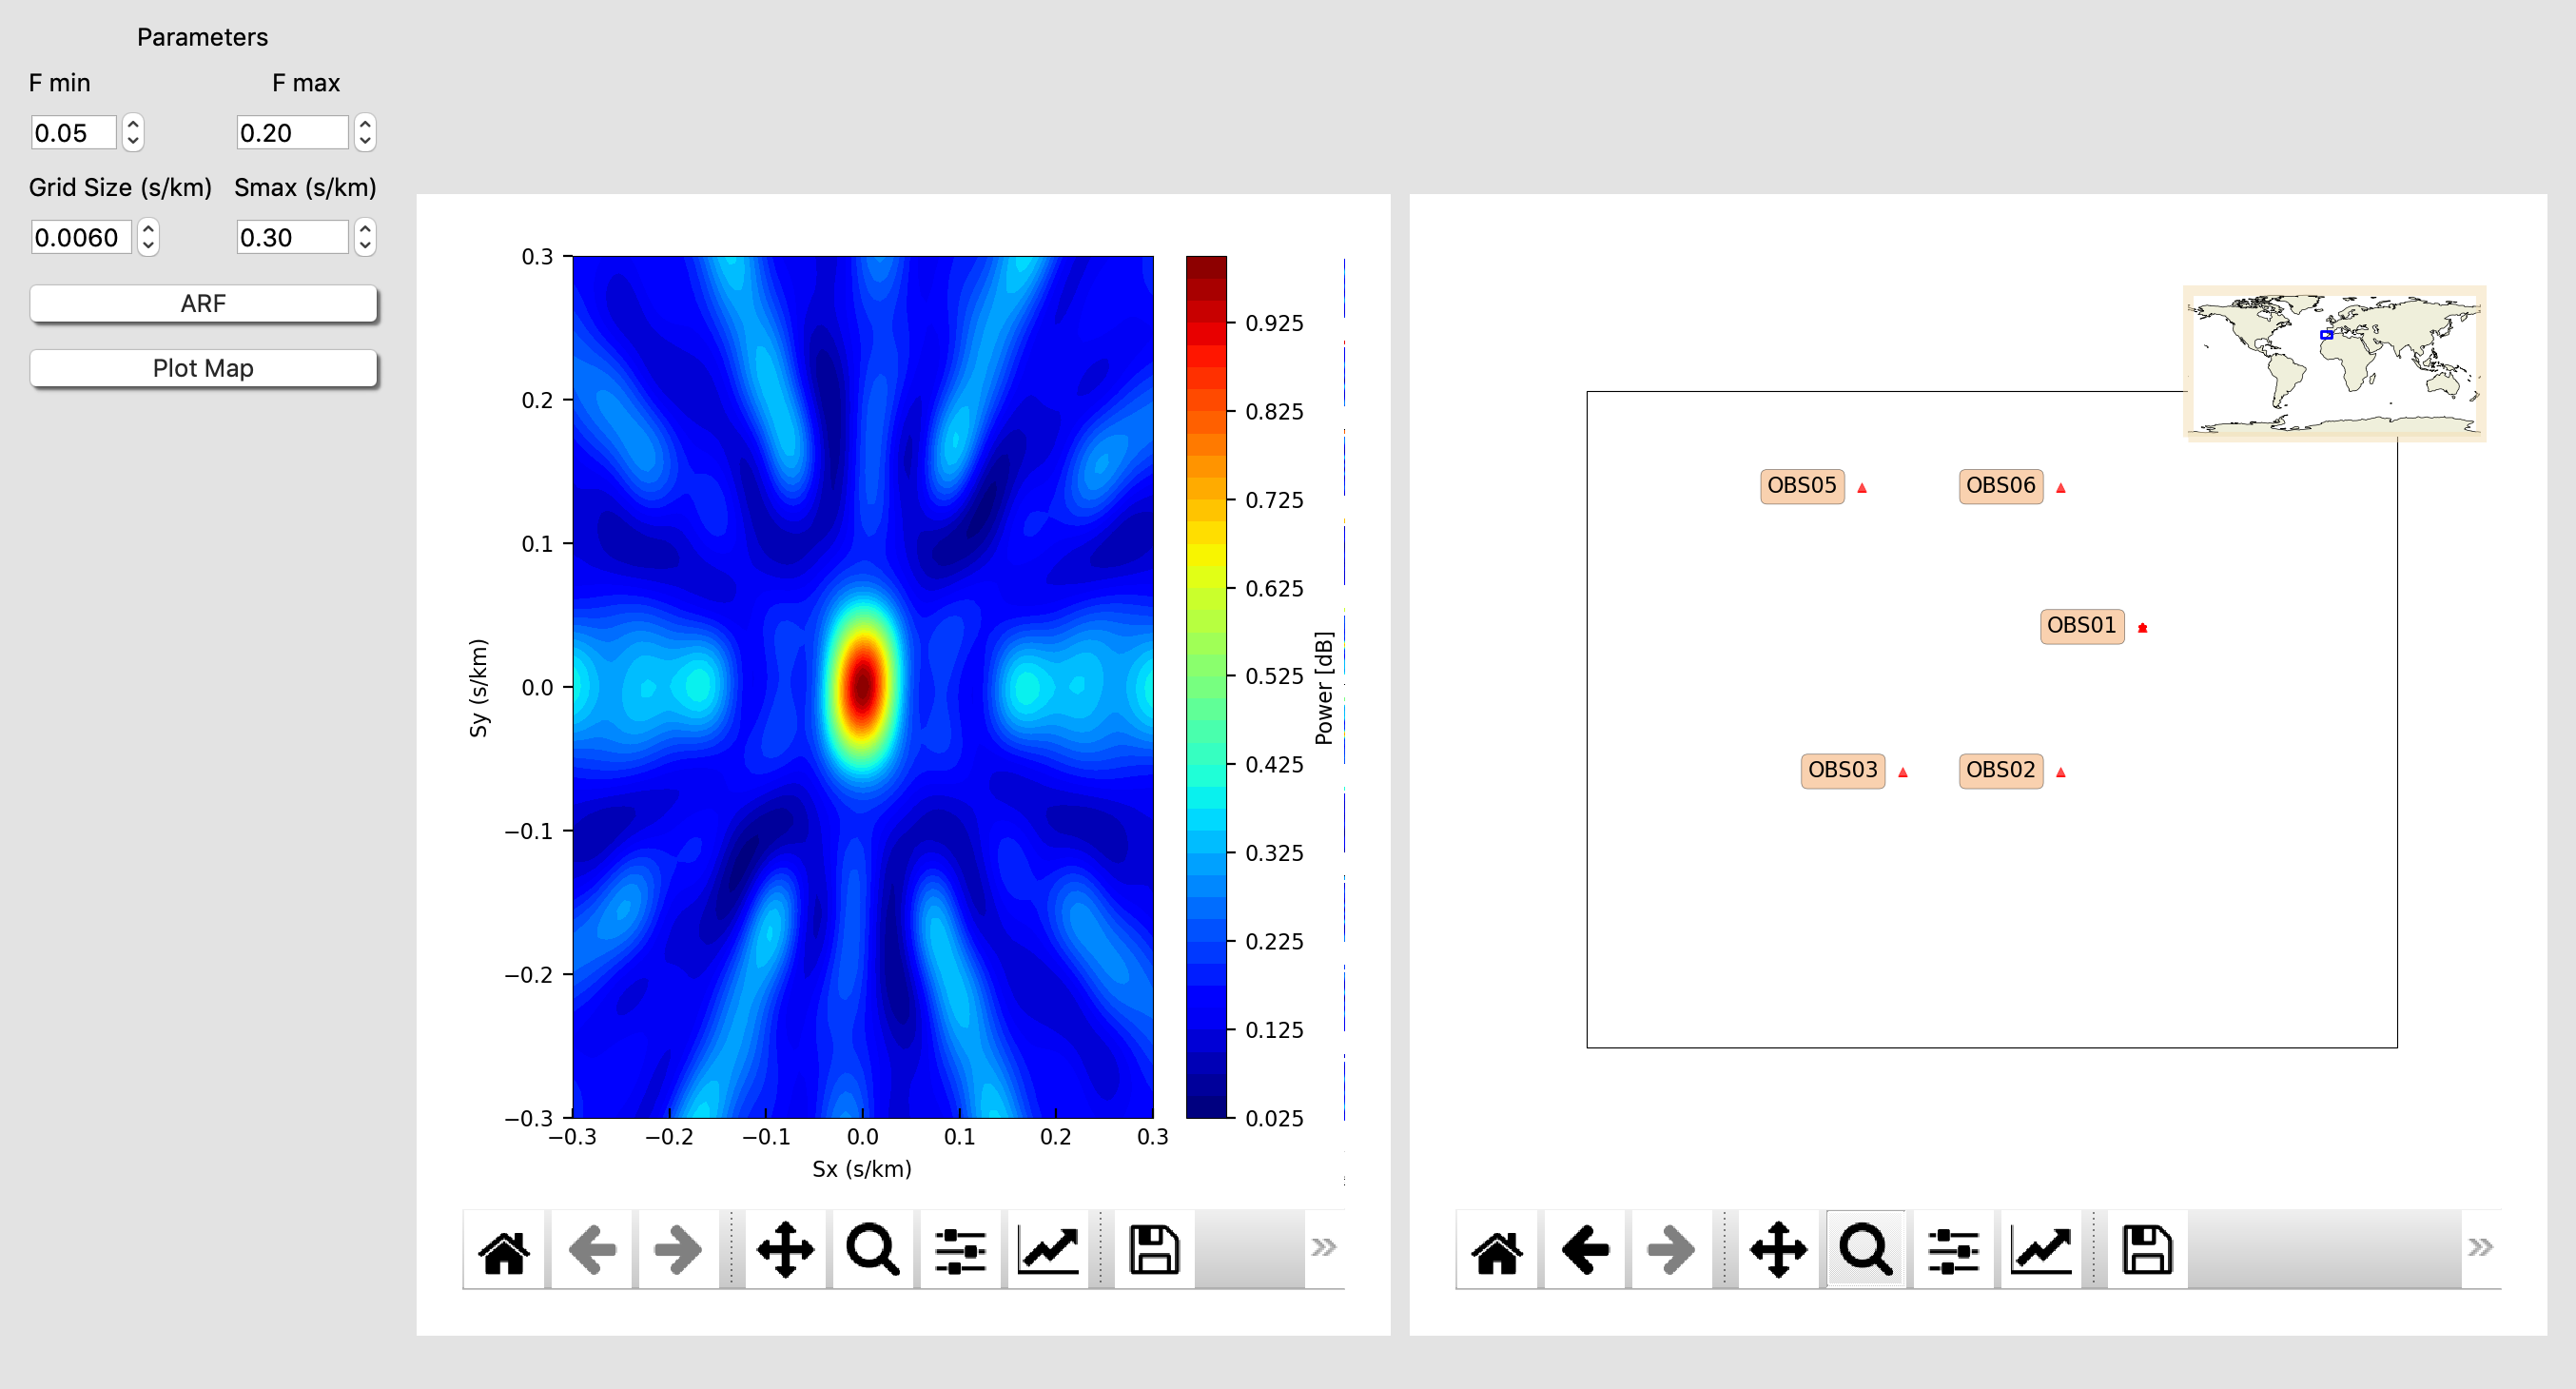 Parameters
F min F max
0.05 0.20
Grid Size (s/km) Smax (s/km)
0.0060 0.30
ARF
Plot Map
0.3
0.2
0.1
0.0
−0.1
−0.2
−0.3
Sy (s/km)
−0.3 −0.2 −0.1 0.0 0.1 0.2 0.3
Sx (s/km)
0.925
0.825
0.725
0.625
0.525
0.425
0.325
0.225
0.125
0.025
Power [dB]
OBS05 OBS06
OBS01
OBS03 OBS02